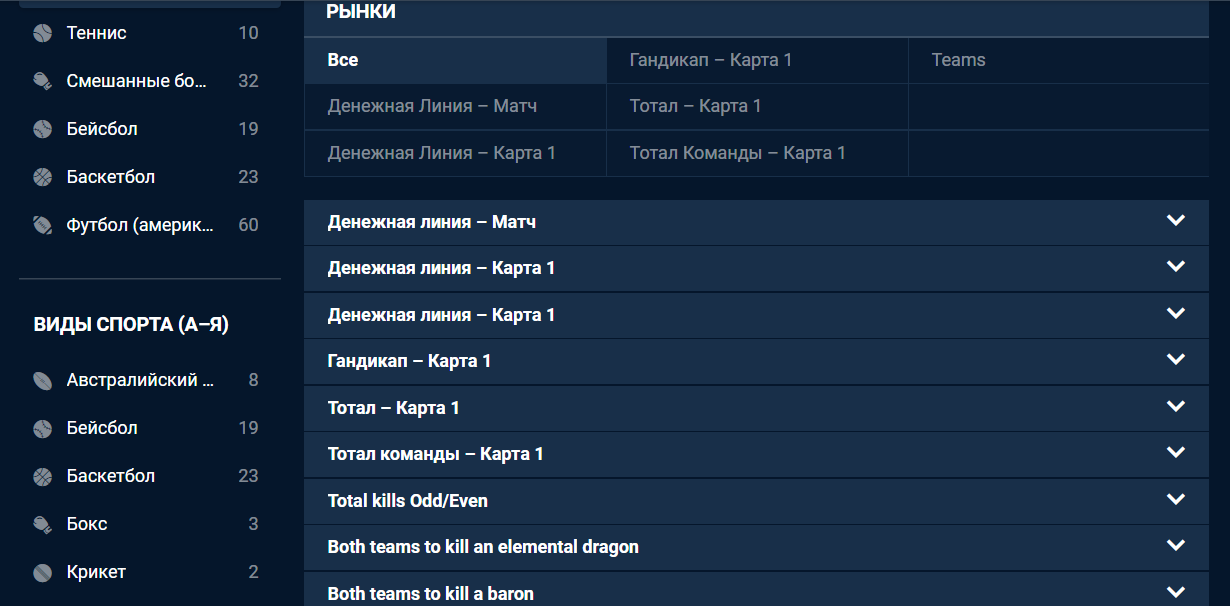 Теннис 10
Смешанные бо... 32
Бейсбол 19
Баскетбол 23
Футбол (америк... 60
ВИДЫ СПОРТА (А–Я)
Австралийский ... 8
Бейсбол 19
Баскетбол 23
Бокс 3
Крикет 2
РЫНКИ
Все Гандикап – Карта 1 Teams
Денежная Линия – Матч Тотал – Карта 1
Денежная Линия – Карта 1 Тотал Команды – Карта 1
Денежная линия – Матч
Денежная линия – Карта 1
Денежная линия – Карта 1
Гандикап – Карта 1
Тотал – Карта 1
Тотал команды – Карта 1
Total kills Odd/Even
Both teams to kill an elemental dragon
Both teams to kill a baron